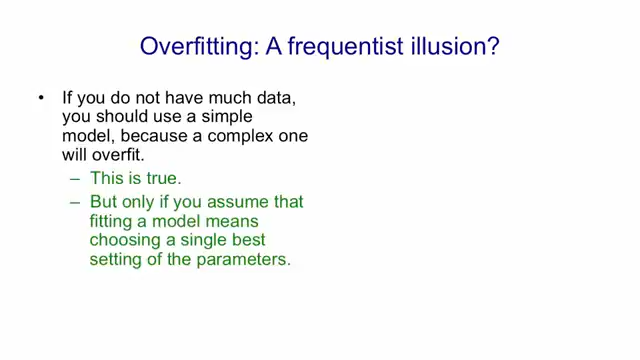 Overfitting: A frequentist illusion?
• If you do not have much data,
you should use a simple
model, because a complex one
will overfit.
– This is true.
– But only if you assume that
fitting a model means
choosing a single best
setting of the parameters.